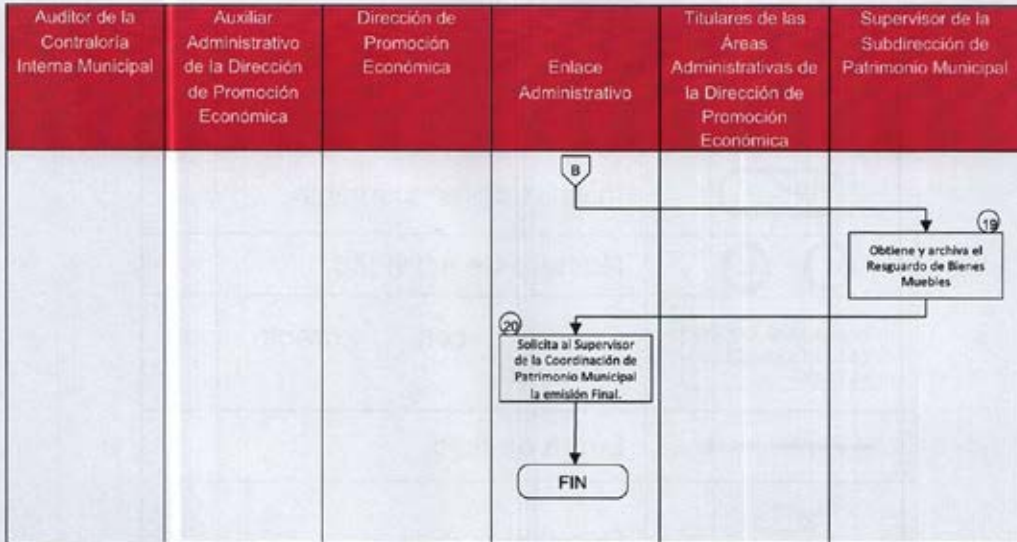 Auditor de la
Contraloría
Interna Municipal
Auxiliar
Administrativo
de la Dirección
de Promoción
Económica
Dirección de
Promoción
Económica
Enlace
Administrativo
Titulares de las
Áreas
Administrativas de
la Dirección de
Promoción
Económica
Supervisor de la
Subdirección de
Patrimonio Municipal
B
19
Obtiene y archiva el
Resguardo de Bienes
Muebles
20
Solicita al Supervisor
de la Coordinación de
Patrimonio Municipal
la emisión Final.
FIN